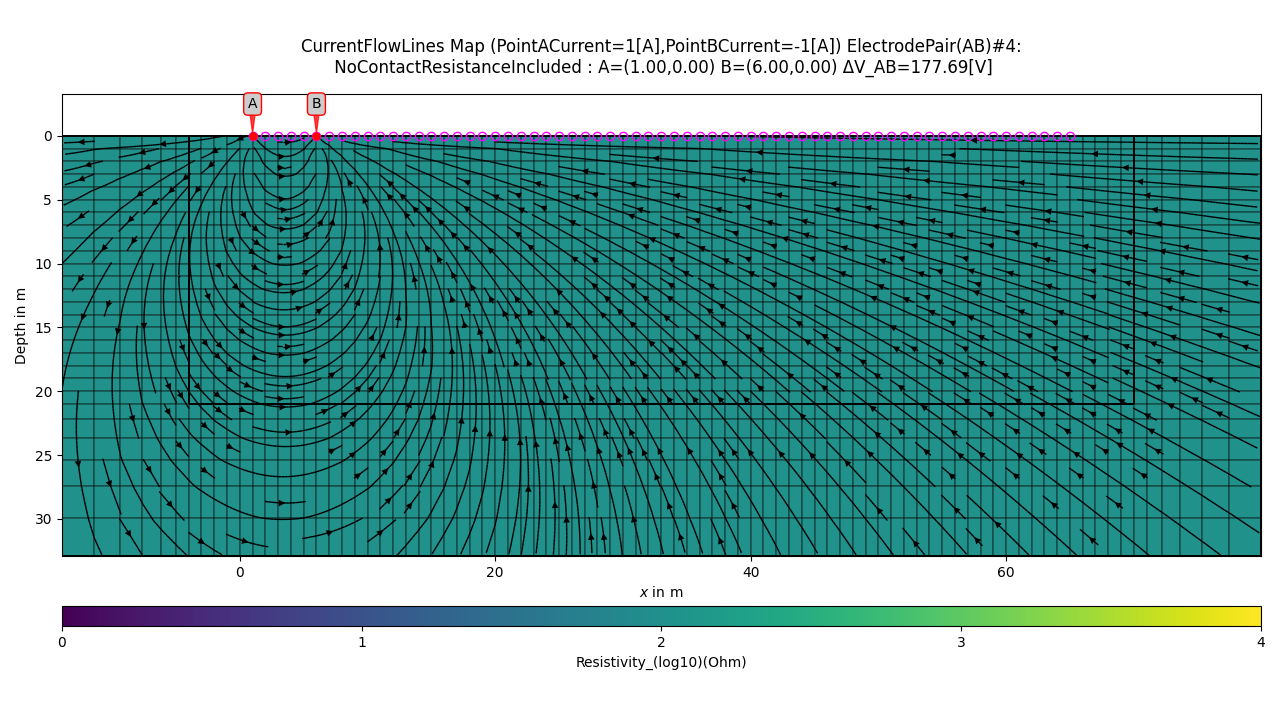 CurrentFlowLines Map (PointACurrent=1[A],PointBCurrent=-1[A]) ElectrodePair(AB)#4:
NoContactResistanceIncluded : A=(1.00,0.00) B=(6.00,0.00) ΔV_AB=177.69[V]
A B
0
5
10
15
20
25
30
Depth in m
0 20 40 60
x in m
0 1 2 3 4
Resistivity_(log10)(Ohm)